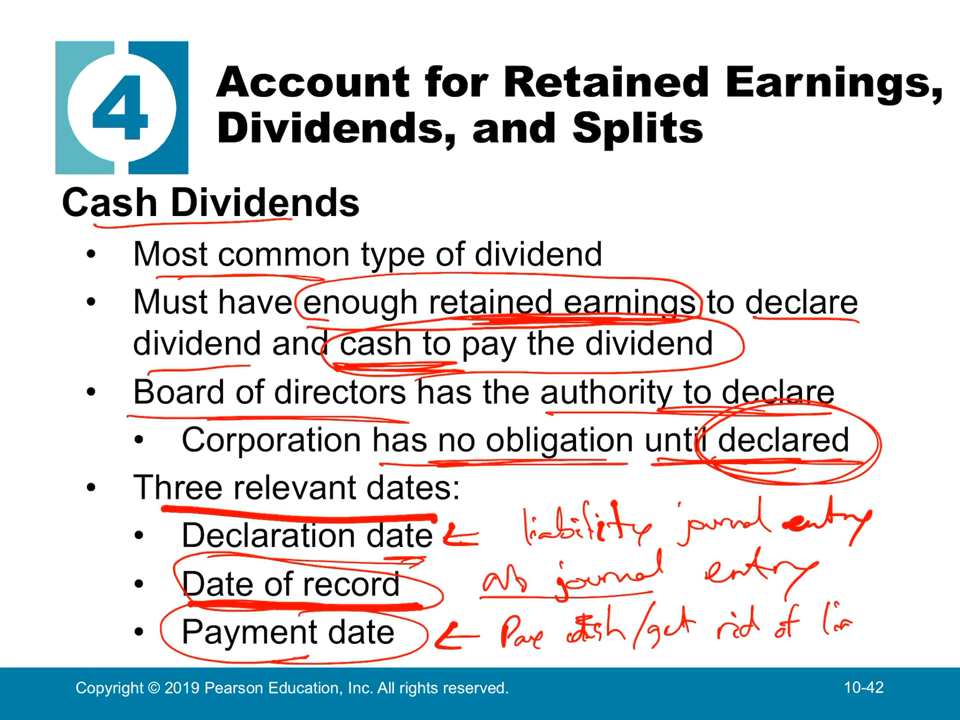 4
Account for Retained Earnings,
Dividends, and Splits
Cash Dividends
• Most common type of dividend
• Must have enough retained earnings to declare
dividend and cash to pay the dividend
• Board of directors has the authority to declare
• Corporation has no obligation until declared
• Three relevant dates:
• Declaration date ← liability journal entry
• Date of record no journal entry
• Payment date ← Pay cash/get rid of
Copyright © 2019 Pearson Education, Inc. All rights reserved. 10-42